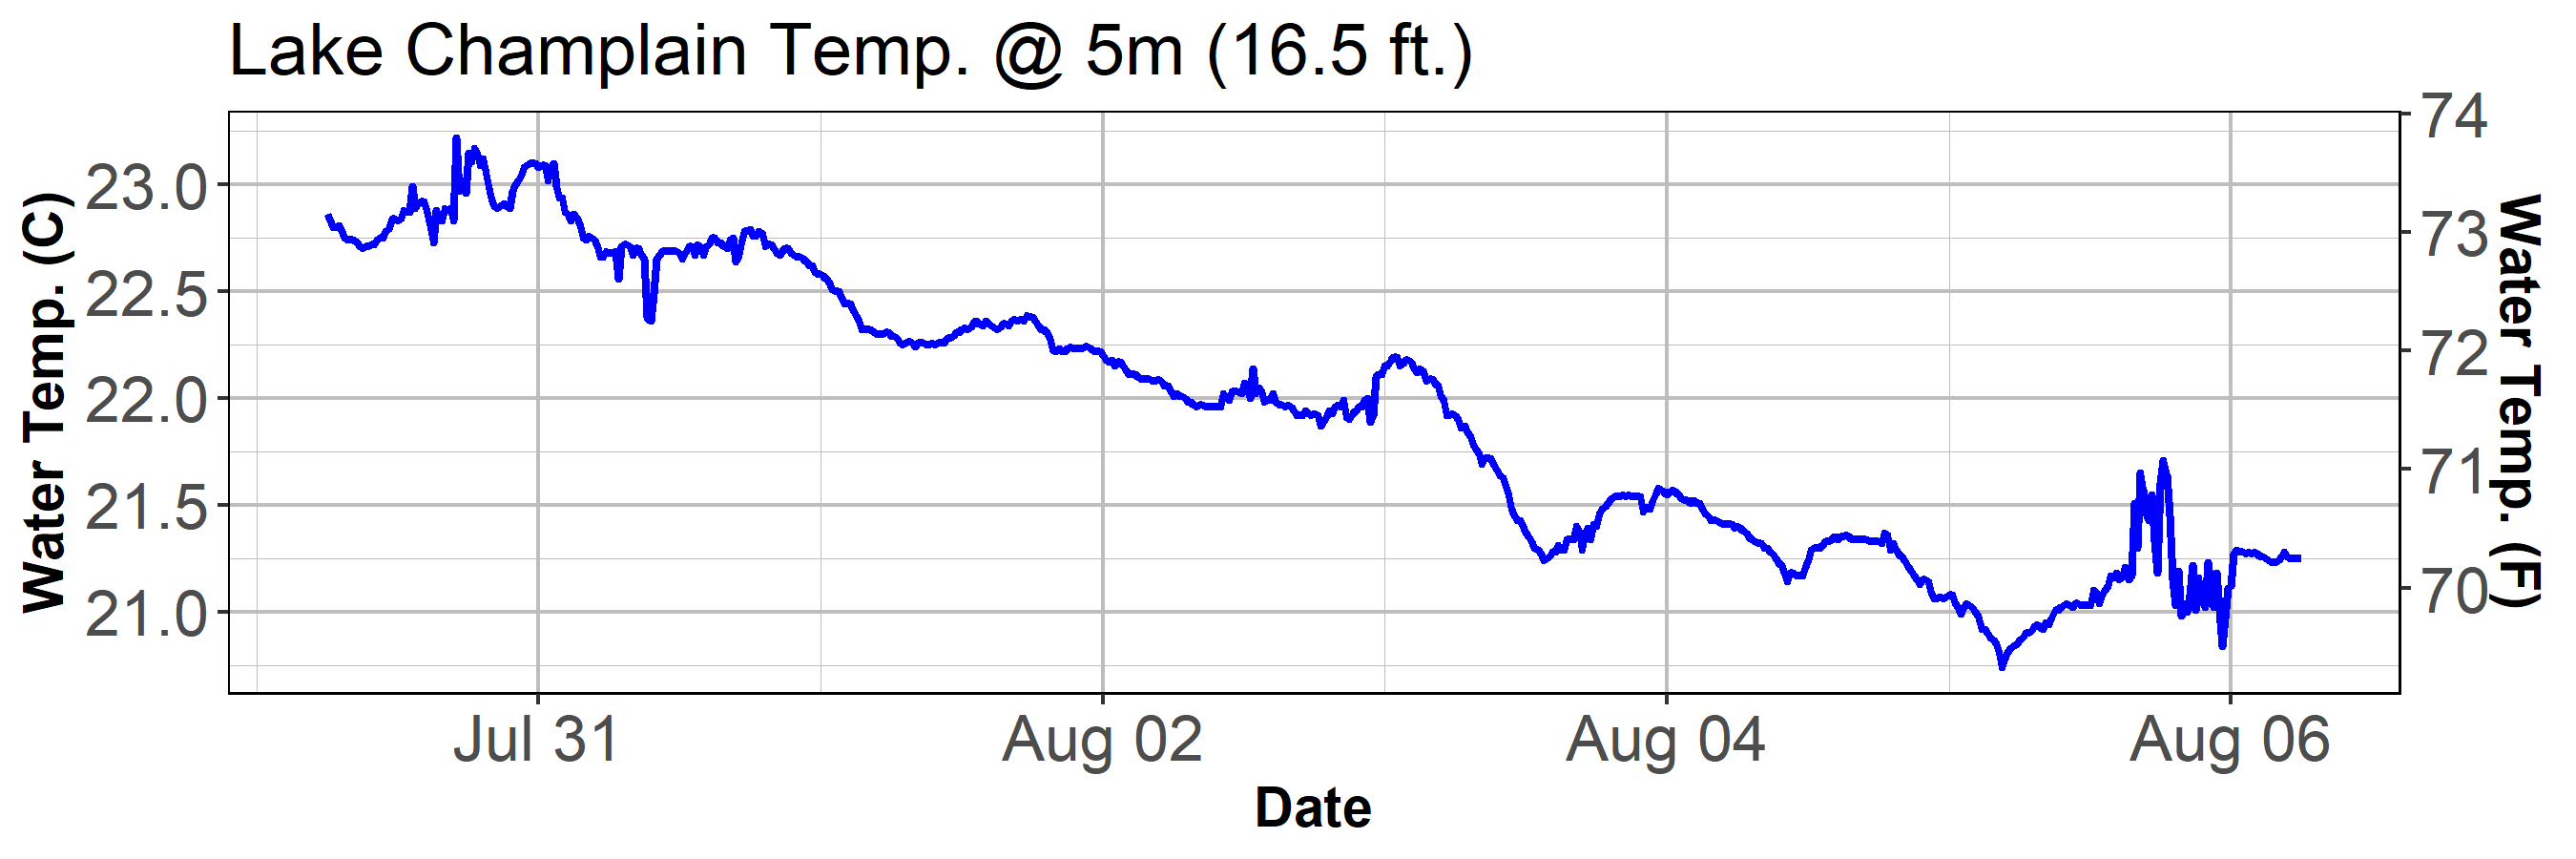 Lake Champlain Temp. @ 5m (16.5 ft.)
Water Temp. (C)
23.0
22.5
22.0
21.5
21.0
74
73
72
71
70
Water Temp. (F)
Jul 31
Aug 02
Aug 04
Aug 06
Date